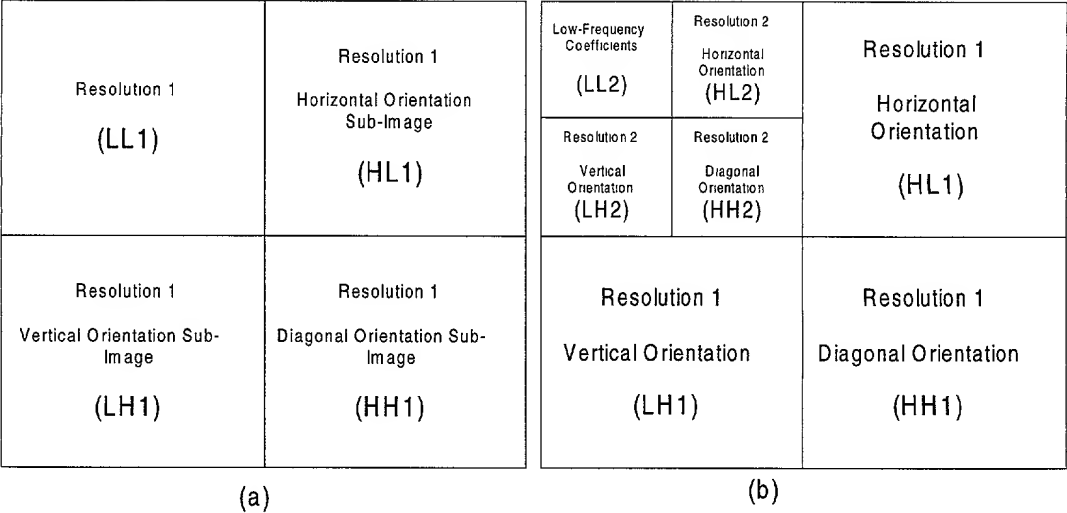 Resolution 1
(LL1)
Resolution 1
Horizontal Orientation
Sub-Image
(HL1)
Resolution 1
Vertical Orientation Sub-
Image
(LH1)
Resolution 1
Diagonal Orientation Sub-
Image
(HH1)
(a)
Low-Frequency
Coefficients
(LL2)
Resolution 2
Horizontal
Orientation
(HL2)
Resolution 2
Vertical
Orientation
(LH2)
Resolution 2
Diagonal
Orientation
(HH2)
Resolution 1
Horizontal
Orientation
(HL1)
Resolution 1
Vertical Orientation
(LH1)
Resolution 1
Diagonal Orientation
(HH1)
(b)